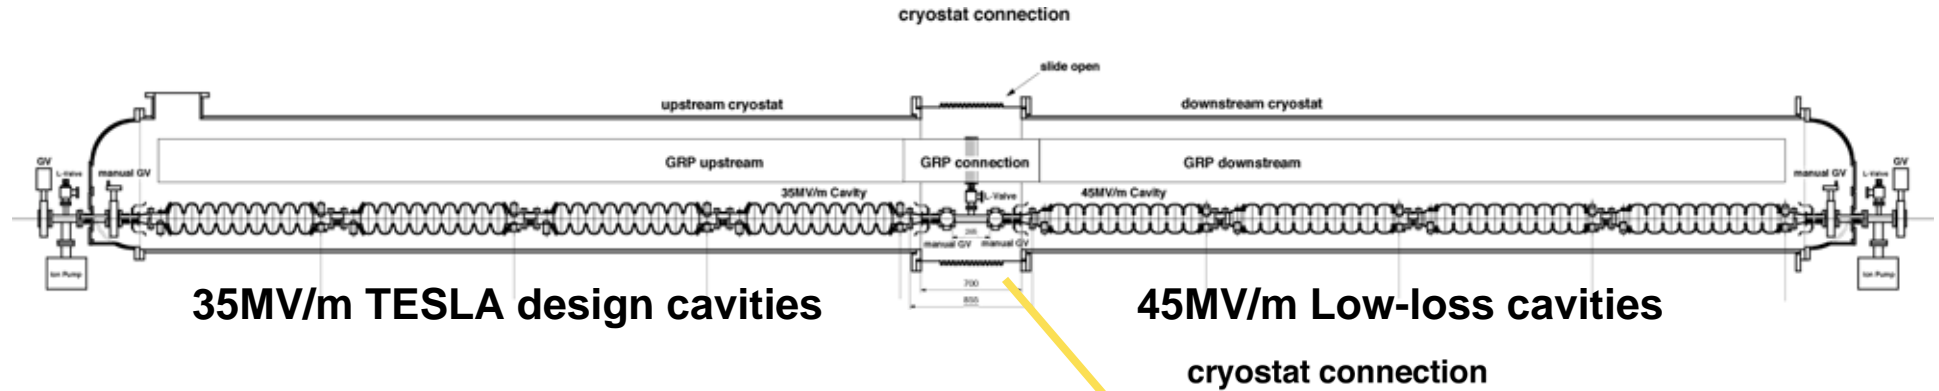 cryostat connection
slide open
upstream cryostat
downstream cryostat
GV
L-Valve
manual GV
GRP upstream
GRP connection
GRP downstream
GV
L-Valve
manual GV
35MV/m Cavity
L-Valve
45MV/m Cavity
manual GV
manual GV
Ion Pump
700
Ion Pump
35MV/m TESLA design cavities
45MV/m Low-loss cavities
cryostat connection